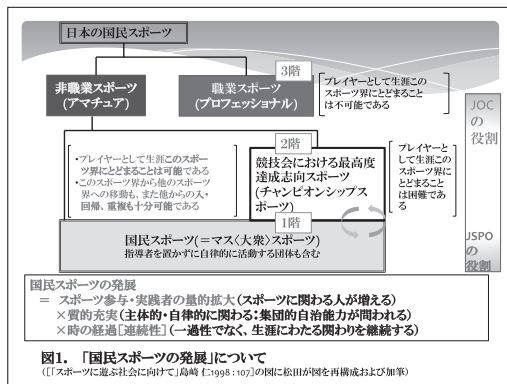 日本の国民スポーツ
3階
非職業スポーツ
(アマチュア)
職業スポーツ
(プロフェッショナル)
プレイヤーとして生涯この
スポーツ界にとどまること
は不可能である
JOC
の
役割
2階
・プレイヤーとして生涯このスポー
ツ界にとどまることは可能である
・このスポーツ界から他のスポーツ
界への移動も、また他からの入・
回帰、重複も十分可能である
競技会における最高度
達成志向スポーツ
(チャンピオンシップス
ポーツ)
プレイヤーと
して生涯この
スポーツ界に
とどまること
は困難であ
る
1階
国民スポーツ(=マス〈大衆〉スポーツ)
指導者を置かずに自律的に活動する団体も含む
JSPO
の
役割
国民スポーツの発展
= スポーツ参与・実践者の量的拡大(スポーツに関わる人が増える)
×質的充実(主体的・自律的に関わる:集団的自治能力が問われる)
×時の経過[連続性](一過性でなく、生涯にわたる関わりを継続する)
図1. 「国民スポーツの発展」について
(「[スポーツに遊ぶ社会に向けて」島崎 仁1998:107]の図に松田が図を再構成および加筆)